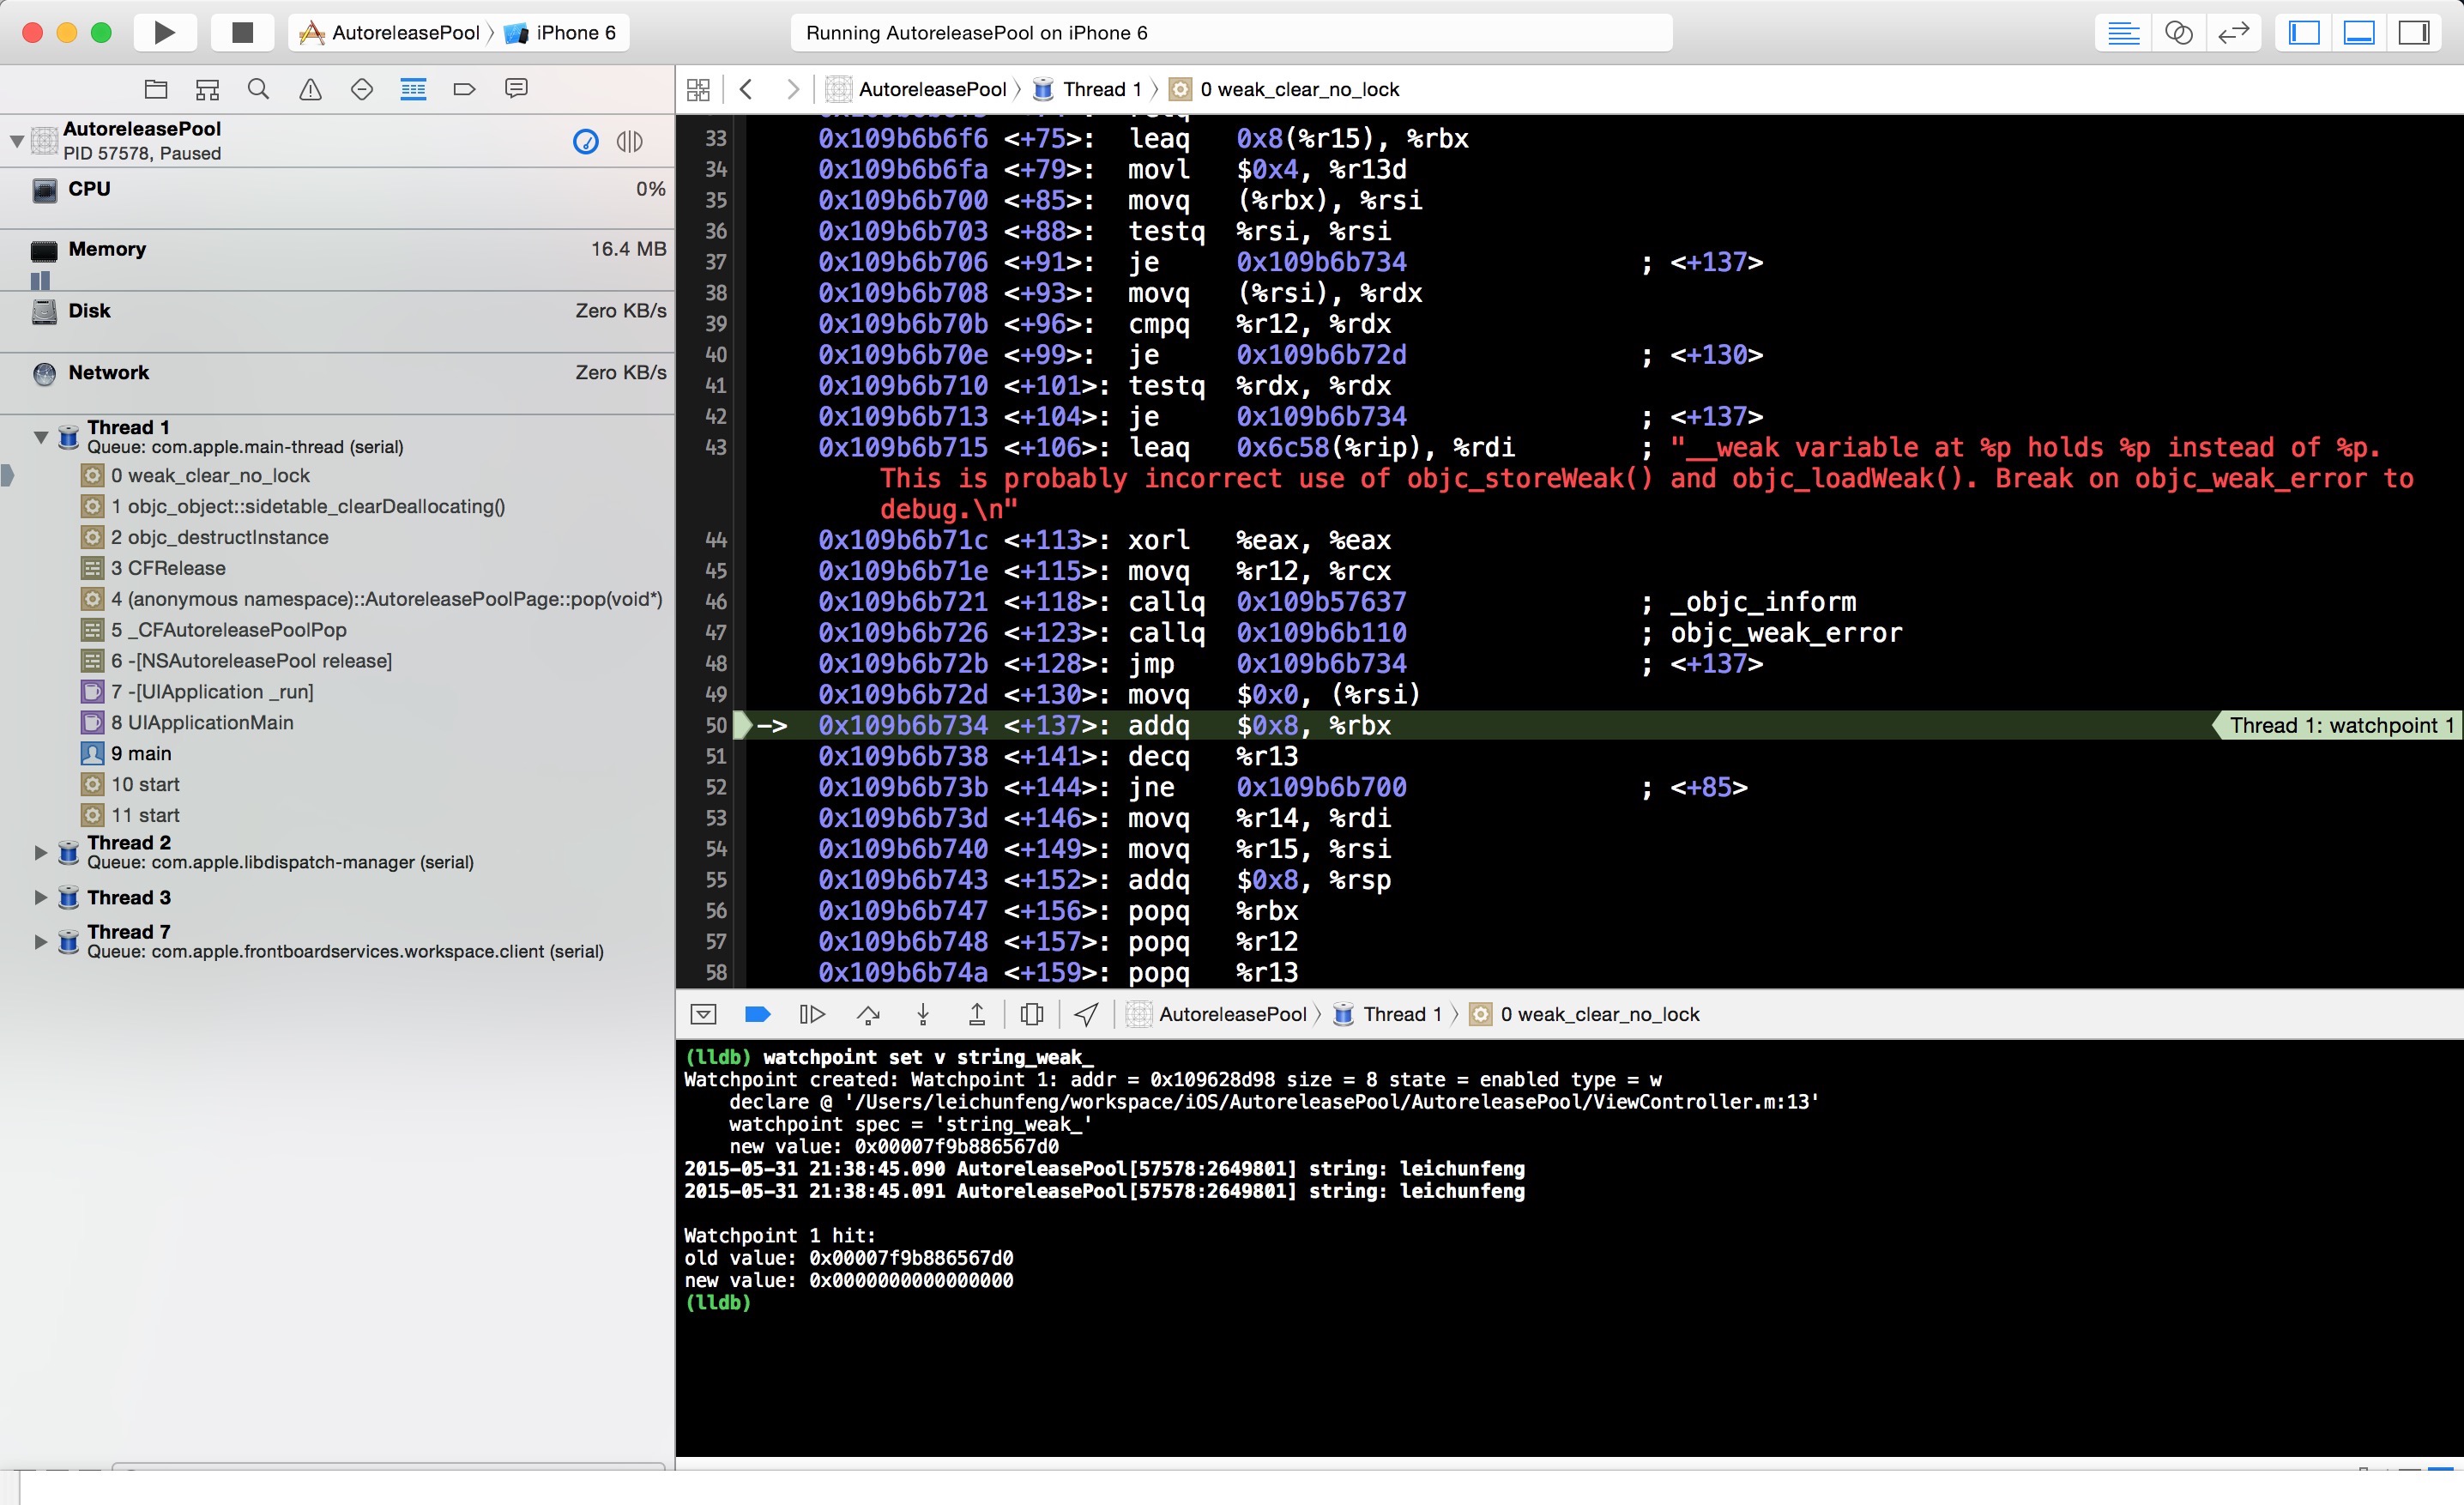 AutoreleasePool 〉 iPhone 6
Running AutoreleasePool on iPhone 6
AutoreleasePool
PID 57578, Paused
CPU 0%
Memory 16.4 MB
Disk Zero KB/s
Network Zero KB/s
Thread 1
Queue: com.apple.main-thread (serial)
0 weak_clear_no_lock
1 objc_object::sidetable_clearDeallocating()
2 objc_destructInstance
3 CFRelease
4 (anonymous namespace)::AutoreleasePoolPage::pop(void*)
5 _CFAutoreleasePoolPop
6 -[NSAutoreleasePool release]
7 -[UIApplication _run]
8 UIApplicationMain
9 main
10 start
11 start
Thread 2
Queue: com.apple.libdispatch-manager (serial)
Thread 3
Thread 7
Queue: com.apple.frontboardservices.workspace.client (serial)
AutoreleasePool 〉 Thread 1 〉 0 weak_clear_no_lock
33 0x109b6b6f6 <+75>: leaq 0x8(%r15), %rbx
34 0x109b6b6fa <+79>: movl $0x4, %r13d
35 0x109b6b700 <+85>: movq (%rbx), %rsi
36 0x109b6b703 <+88>: testq %rsi, %rsi
37 0x109b6b706 <+91>: je 0x109b6b734 ; <+137>
38 0x109b6b708 <+93>: movq (%rsi), %rdx
39 0x109b6b70b <+96>: cmpq %r12, %rdx
40 0x109b6b70e <+99>: je 0x109b6b72d ; <+130>
41 0x109b6b710 <+101>: testq %rdx, %rdx
42 0x109b6b713 <+104>: je 0x109b6b734 ; <+137>
43 0x109b6b715 <+106>: leaq 0x6c58(%rip), %rdi ; "__weak variable at %p holds %p instead of %p.
This is probably incorrect use of objc_storeWeak() and objc_loadWeak(). Break on objc_weak_error to
debug.\n"
44 0x109b6b71c <+113>: xorl %eax, %eax
45 0x109b6b71e <+115>: movq %r12, %rcx
46 0x109b6b721 <+118>: callq 0x109b57637 ; _objc_inform
47 0x109b6b726 <+123>: callq 0x109b6b110 ; objc_weak_error
48 0x109b6b72b <+128>: jmp 0x109b6b734 ; <+137>
49 0x109b6b72d <+130>: movq $0x0, (%rsi)
50 -> 0x109b6b734 <+137>: addq $0x8, %rbx Thread 1: watchpoint 1
51 0x109b6b738 <+141>: decq %r13
52 0x109b6b73b <+144>: jne 0x109b6b700 ; <+85>
53 0x109b6b73d <+146>: movq %r14, %rdi
54 0x109b6b740 <+149>: movq %r15, %rsi
55 0x109b6b743 <+152>: addq $0x8, %rsp
56 0x109b6b747 <+156>: popq %rbx
57 0x109b6b748 <+157>: popq %r12
58 0x109b6b74a <+159>: popq %r13
AutoreleasePool 〉 Thread 1 〉 0 weak_clear_no_lock
(lldb) watchpoint set v string_weak_
Watchpoint created: Watchpoint 1: addr = 0x109628d98 size = 8 state = enabled type = w
declare @ '/Users/leichunfeng/workspace/iOS/AutoreleasePool/AutoreleasePool/ViewController.m:13'
watchpoint spec = 'string_weak_'
new value: 0x00007f9b886567d0
2015-05-31 21:38:45.090 AutoreleasePool[57578:2649801] string: leichunfeng
2015-05-31 21:38:45.091 AutoreleasePool[57578:2649801] string: leichunfeng
Watchpoint 1 hit:
old value: 0x00007f9b886567d0
new value: 0x0000000000000000
(lldb)